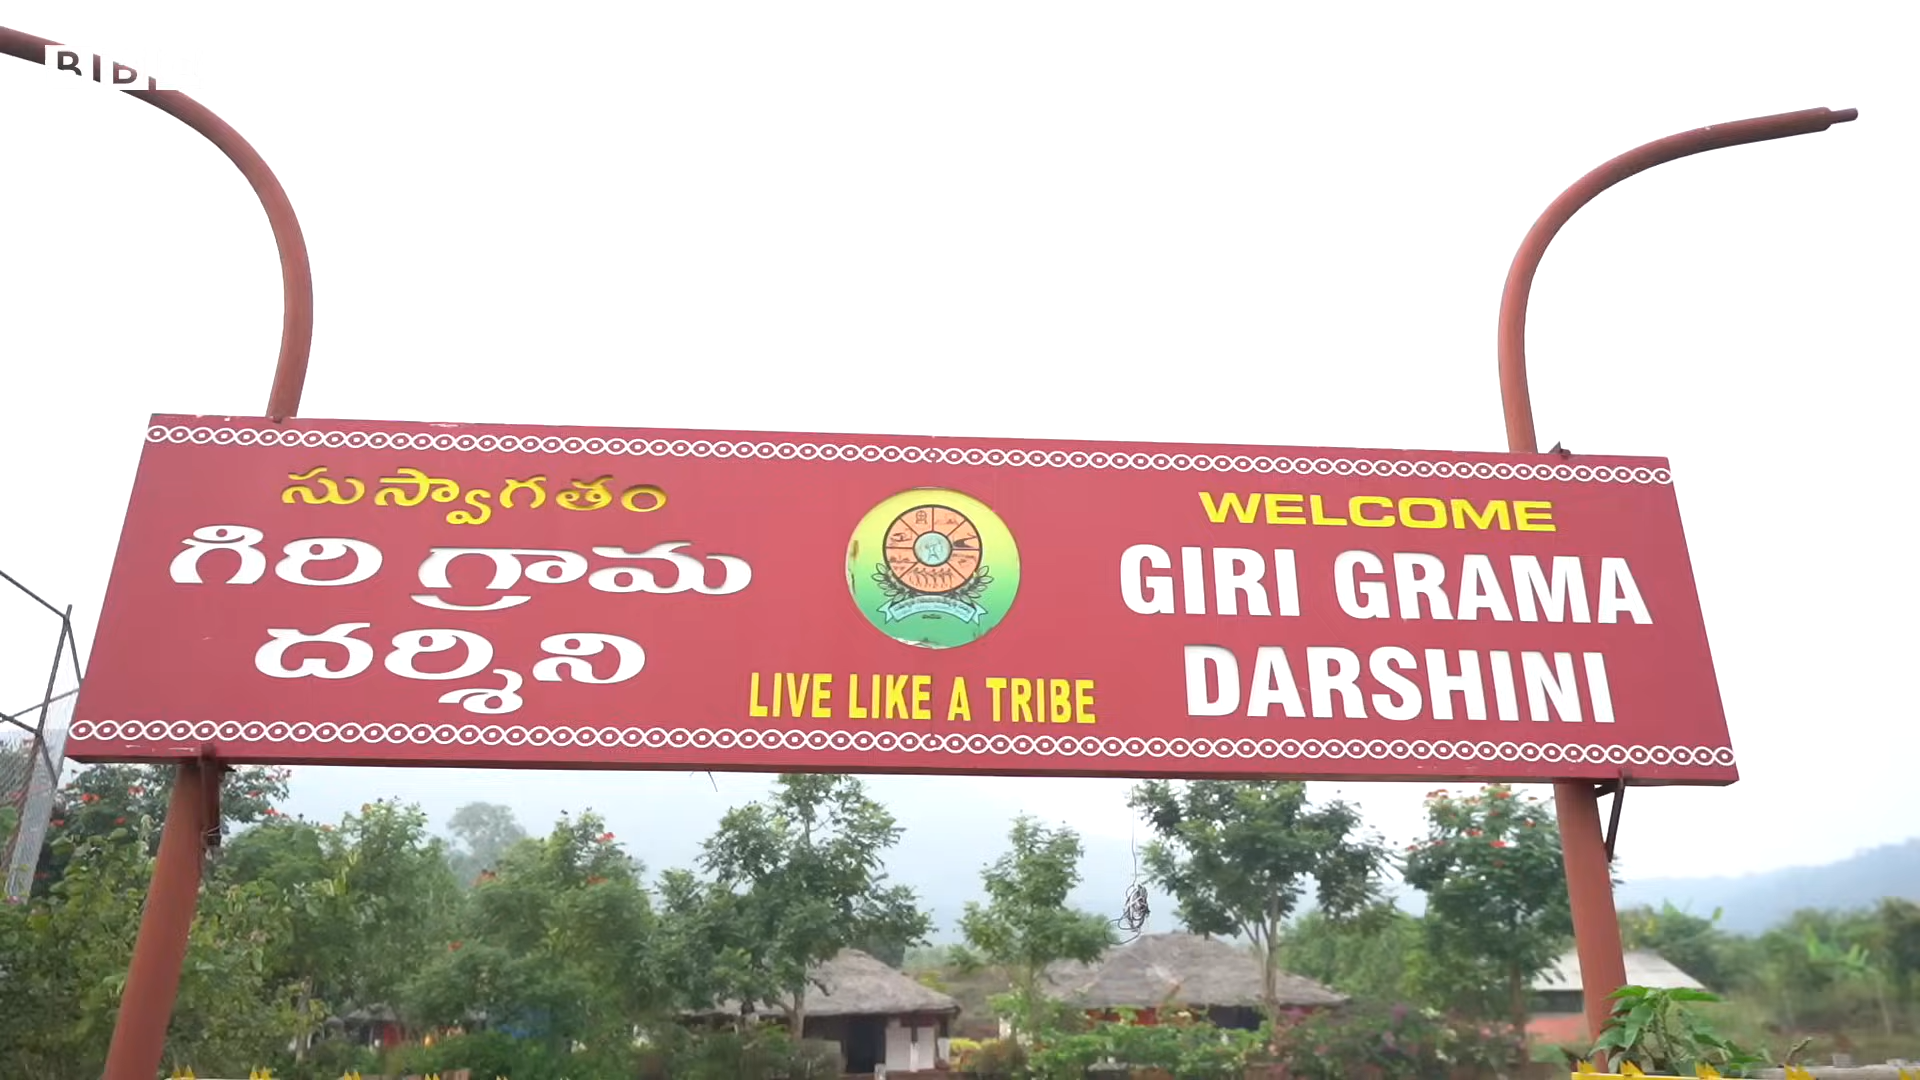 సుస్వాగతం
గిరి గ్రామ
దర్శిని
LIVE LIKE A TRIBE
WELCOME
GIRI GRAMA
DARSHINI